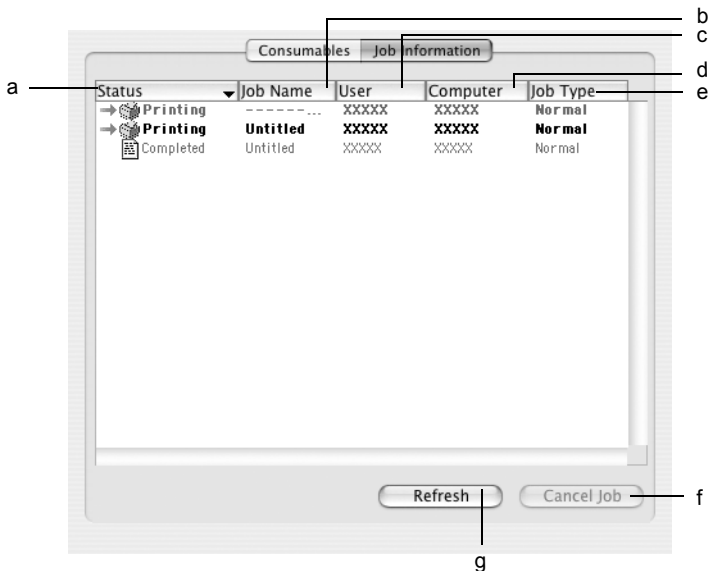 b
c
Consumables Job Information
d
a Status Job Name User Computer Job Type e
Printing ------... XXXXX XXXXX Normal
Printing Untitled XXXXX XXXXX Normal
Completed Untitled XXXXX XXXXX Normal
Refresh Cancel Job f
g